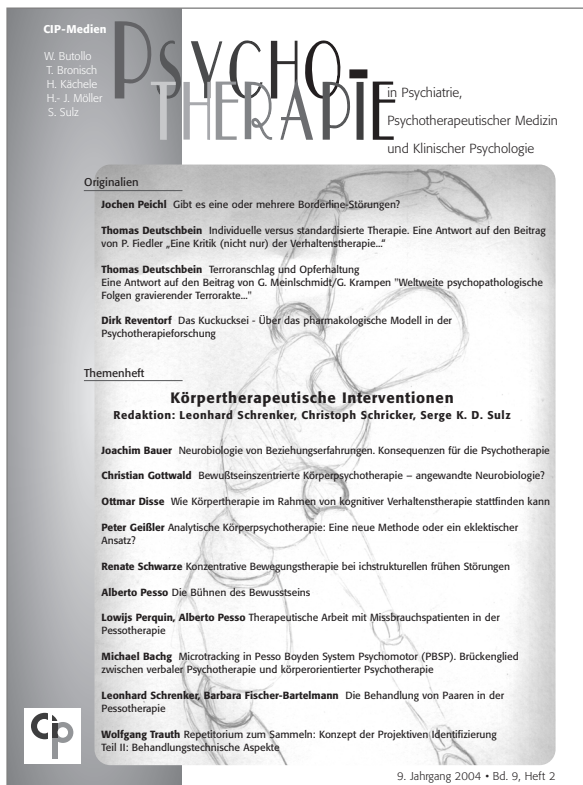 CIP-Medien
W. Butollo
T. Bronisch
H. Kächele
H.- J. Möller
S. Sulz
PSYCHO-
THERAPIE
in Psychiatrie,
Psychotherapeutischer Medizin
und Klinischer Psychologie
Originalien
Jochen Peichl Gibt es eine oder mehrere Borderline-Störungen?
Thomas Deutschbein Individuelle versus standardisierte Therapie. Eine Antwort auf den Beitrag
von P. Fiedler „Eine Kritik (nicht nur) der Verhaltenstherapie...“
Thomas Deutschbein Terroranschlag und Opferhaltung
Eine Antwort auf den Beitrag von G. Meinlschmidt/G. Krampen "Weltweite psychopathologische
Folgen gravierender Terrorakte..."
Dirk Reventorf Das Kuckucksei - Über das pharmakologische Modell in der
Psychotherapieforschung
Themenheft
Körpertherapeutische Interventionen
Redaktion: Leonhard Schrenker, Christoph Schricker, Serge K. D. Sulz
Joachim Bauer Neurobiologie von Beziehungserfahrungen. Konsequenzen für die Psychotherapie
Christian Gottwald Bewußtseinszentrierte Körperpsychotherapie – angewandte Neurobiologie?
Ottmar Disse Wie Körpertherapie im Rahmen von kognitiver Verhaltenstherapie stattfinden kann
Peter Geißler Analytische Körperpsychotherapie: Eine neue Methode oder ein eklektischer
Ansatz?
Renate Schwarze Konzentrative Bewegungstherapie bei ichstrukturellen frühen Störungen
Alberto Pesso Die Bühnen des Bewusstseins
Lowijs Perquin, Alberto Pesso Therapeutische Arbeit mit Missbrauchspatienten in der
Pessotherapie
Michael Bachg Microtracking in Pesso Boyden System Psychomotor (PBSP). Brückenglied
zwischen verbaler Psychotherapie und körperorientierter Psychotherapie
Leonhard Schrenker, Barbara Fischer-Bartelmann Die Behandlung von Paaren in der
Pessotherapie
Wolfgang Trauth Repetitorium zum Sammeln: Konzept der Projektiven Identifizierung
Teil II: Behandlungstechnische Aspekte
Cip
9. Jahrgang 2004 • Bd. 9, Heft 2